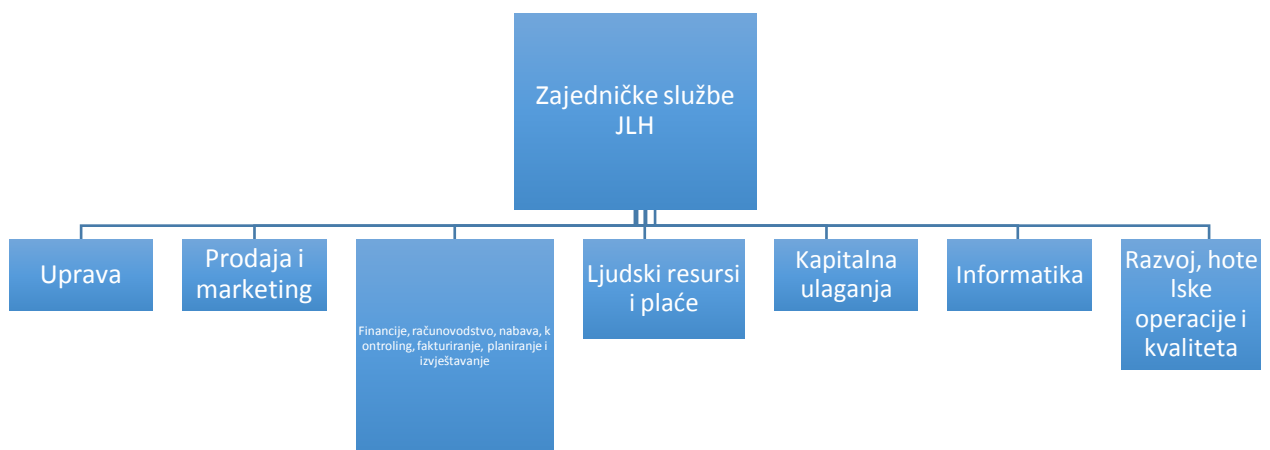 Zajedničke službe
JLH
Uprava
Prodaja i
marketing
Financije, računovodstvo, nabava, k
ontroling, fakturiranje, planiranje i
izvještavanje
Ljudski resursi
i plaće
Kapitalna
ulaganja
Informatika
Razvoj, hote
lske
operacije i
kvaliteta